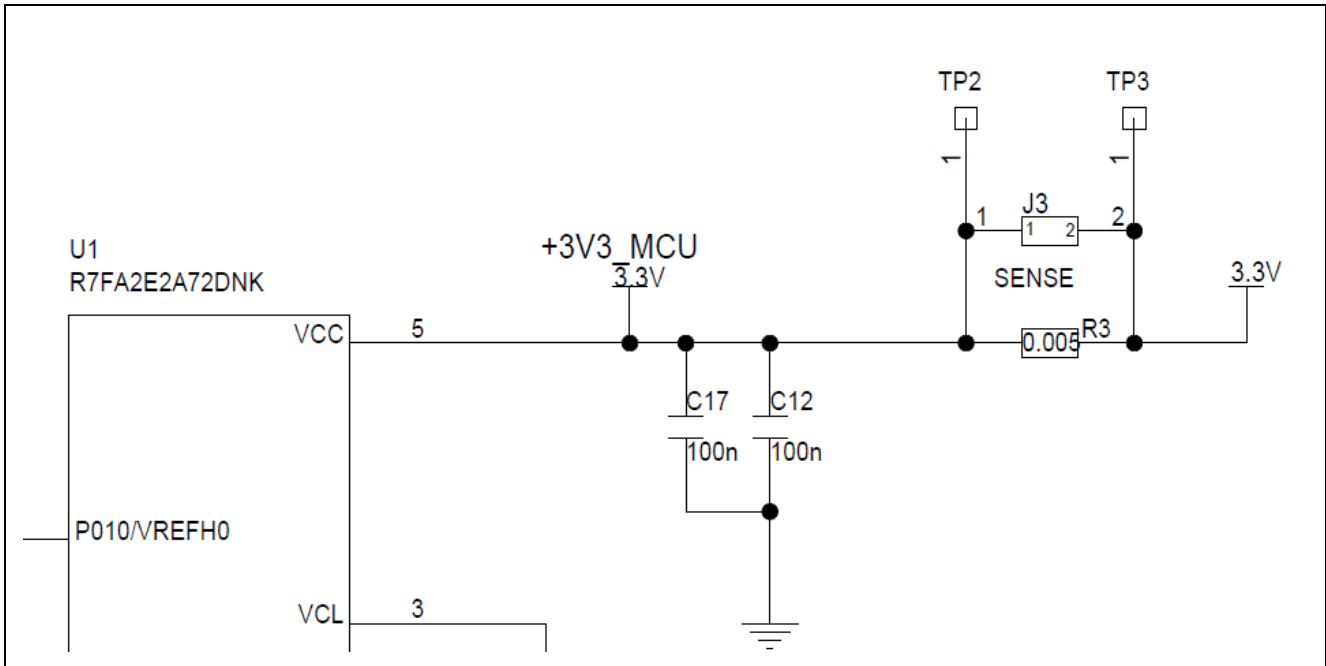 TP2 TP3
1 1
J3
1 1 2 2
U1
R7FA2E2A72DNK
+3V3_MCU
3.3V
SENSE
3.3V
VCC 5
0.005 R3
C17 C12
100n 100n
P010/VREFH0
VCL 3